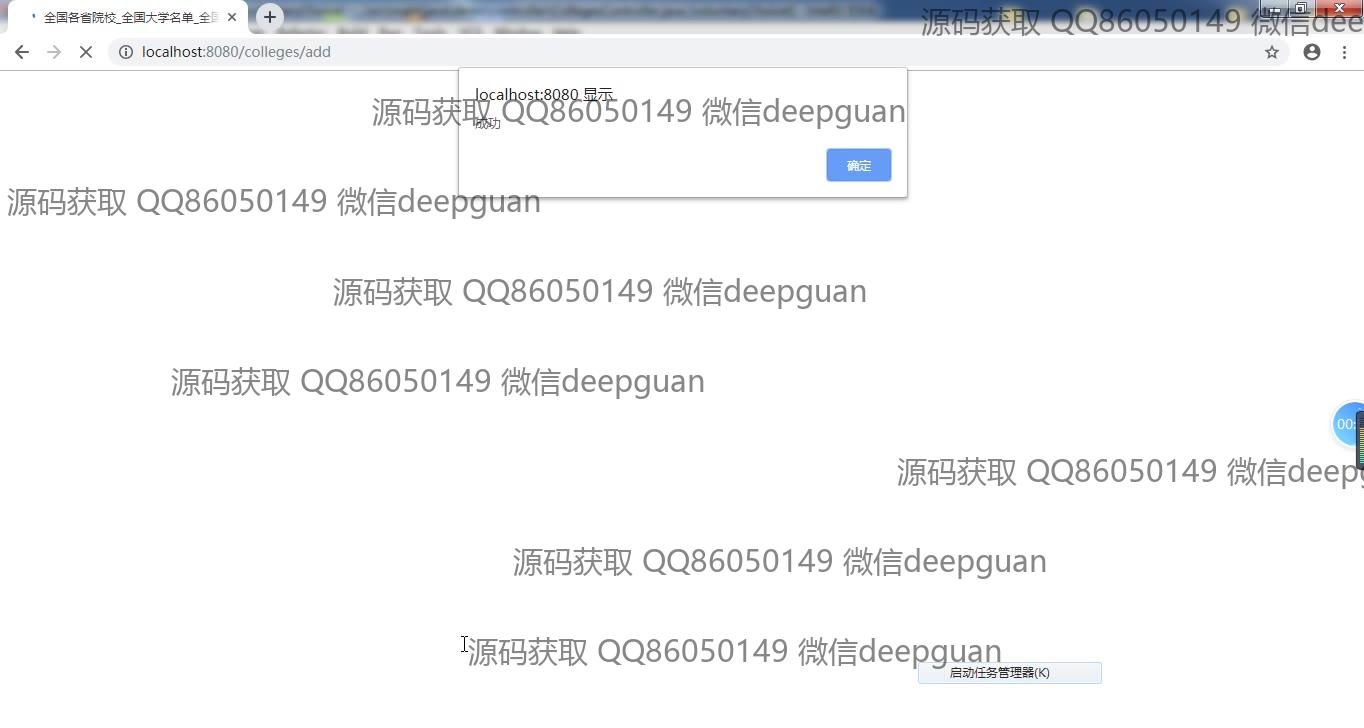 全国各省院校_全国大学名单_全国
源码获取 QQ86050149 微信dee
localhost:8080/colleges/add
localhost:8080 显示
源码获取 QQ86050149 微信deepguan
成功
确定
源码获取 QQ86050149 微信deepguan
源码获取 QQ86050149 微信deepguan
源码获取 QQ86050149 微信deepguan
00:
源码获取 QQ86050149 微信deepg
源码获取 QQ86050149 微信deepguan
源码获取 QQ86050149 微信deepguan
启动任务管理器(K)